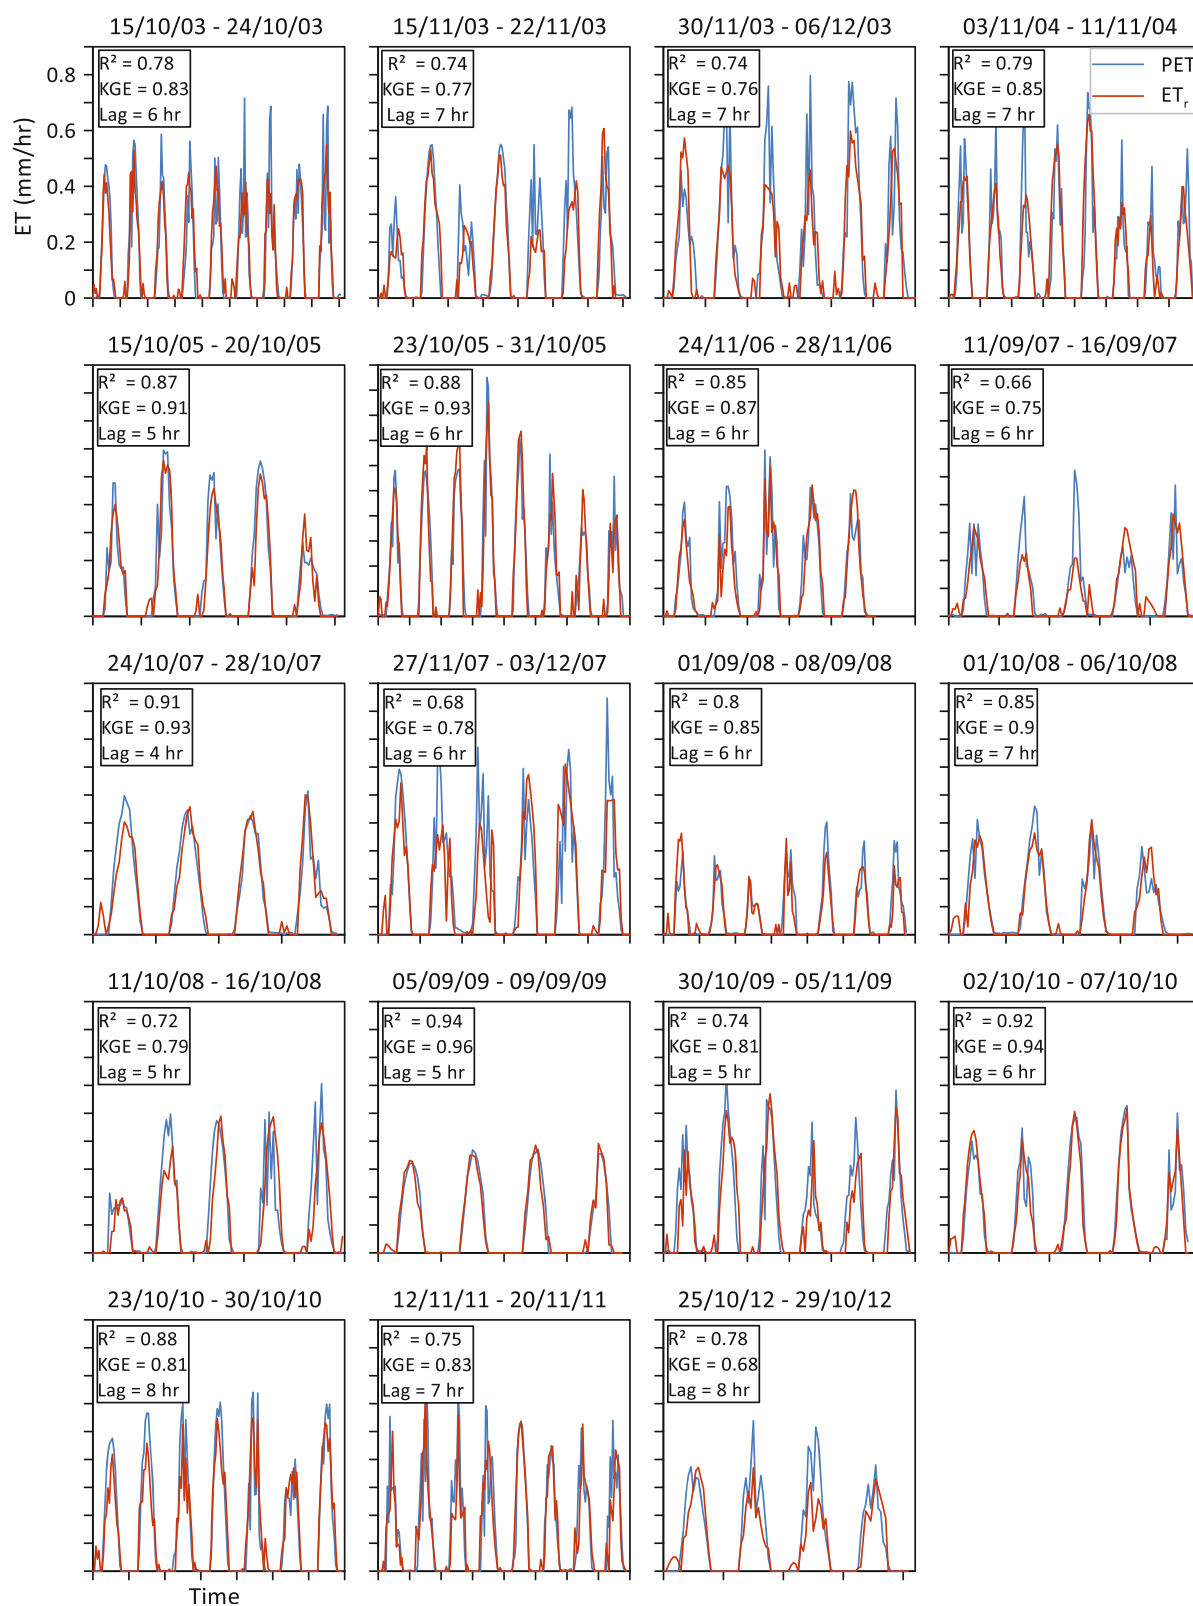 15/10/03 - 24/10/03
15/11/03 - 22/11/03
30/11/03 - 06/12/03
03/11/04 - 11/11/04
R² = 0.78
KGE = 0.83
Lag = 6 hr
R² = 0.74
KGE = 0.77
Lag = 7 hr
R² = 0.74
KGE = 0.76
Lag = 7 hr
R² = 0.79
KGE = 0.85
Lag = 7 hr
PET
ETr
ET (mm/hr)
0.8
0.6
0.4
0.2
0
15/10/05 - 20/10/05
23/10/05 - 31/10/05
24/11/06 - 28/11/06
11/09/07 - 16/09/07
R² = 0.87
KGE = 0.91
Lag = 5 hr
R² = 0.88
KGE = 0.93
Lag = 6 hr
R² = 0.85
KGE = 0.87
Lag = 6 hr
R² = 0.66
KGE = 0.75
Lag = 6 hr
24/10/07 - 28/10/07
27/11/07 - 03/12/07
01/09/08 - 08/09/08
01/10/08 - 06/10/08
R² = 0.91
KGE = 0.93
Lag = 4 hr
R² = 0.68
KGE = 0.78
Lag = 6 hr
R² = 0.8
KGE = 0.85
Lag = 6 hr
R² = 0.85
KGE = 0.9
Lag = 7 hr
11/10/08 - 16/10/08
05/09/09 - 09/09/09
30/10/09 - 05/11/09
02/10/10 - 07/10/10
R² = 0.72
KGE = 0.79
Lag = 5 hr
R² = 0.94
KGE = 0.96
Lag = 5 hr
R² = 0.74
KGE = 0.81
Lag = 5 hr
R² = 0.92
KGE = 0.94
Lag = 6 hr
23/10/10 - 30/10/10
12/11/11 - 20/11/11
25/10/12 - 29/10/12
R² = 0.88
KGE = 0.81
Lag = 8 hr
R² = 0.75
KGE = 0.83
Lag = 7 hr
R² = 0.78
KGE = 0.68
Lag = 8 hr
Time